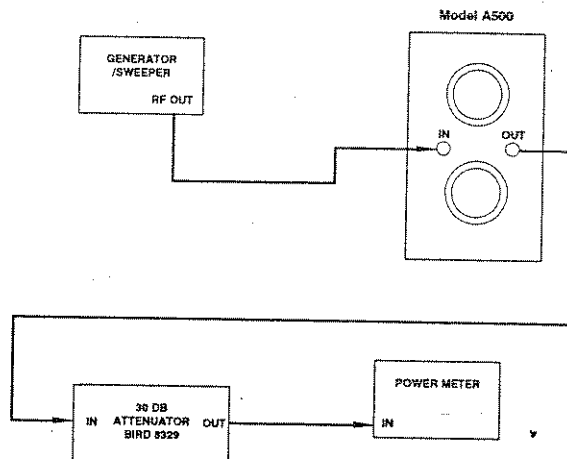 Model A500
GENERATOR
/SWEEPER
RF OUT
IN
OUT
30 DB
IN ATTENUATOR OUT
BIRD 8329
POWER METER
IN